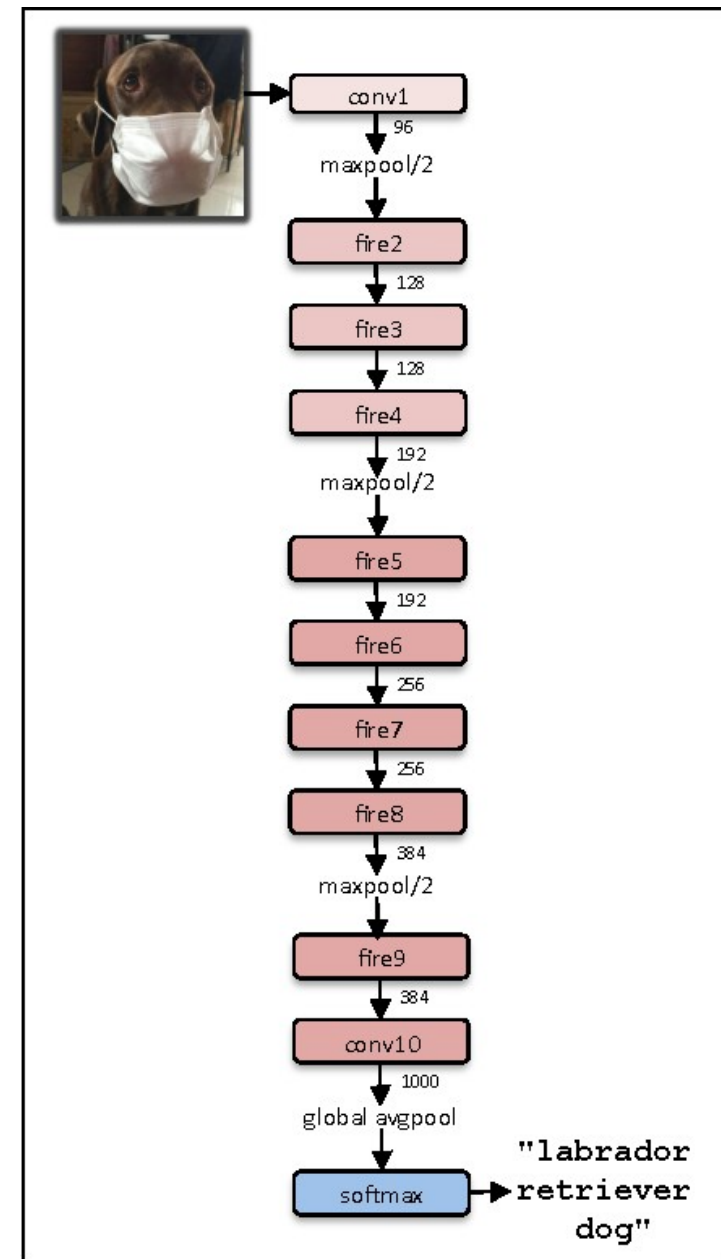 conv1
96
maxpool/2
fire2
128
fire3
128
fire4
192
maxpool/2
fire5
192
fire6
256
fire7
256
fire8
384
maxpool/2
fire9
384
conv10
1000
global avgpool
softmax
"labrador
retriever
dog"